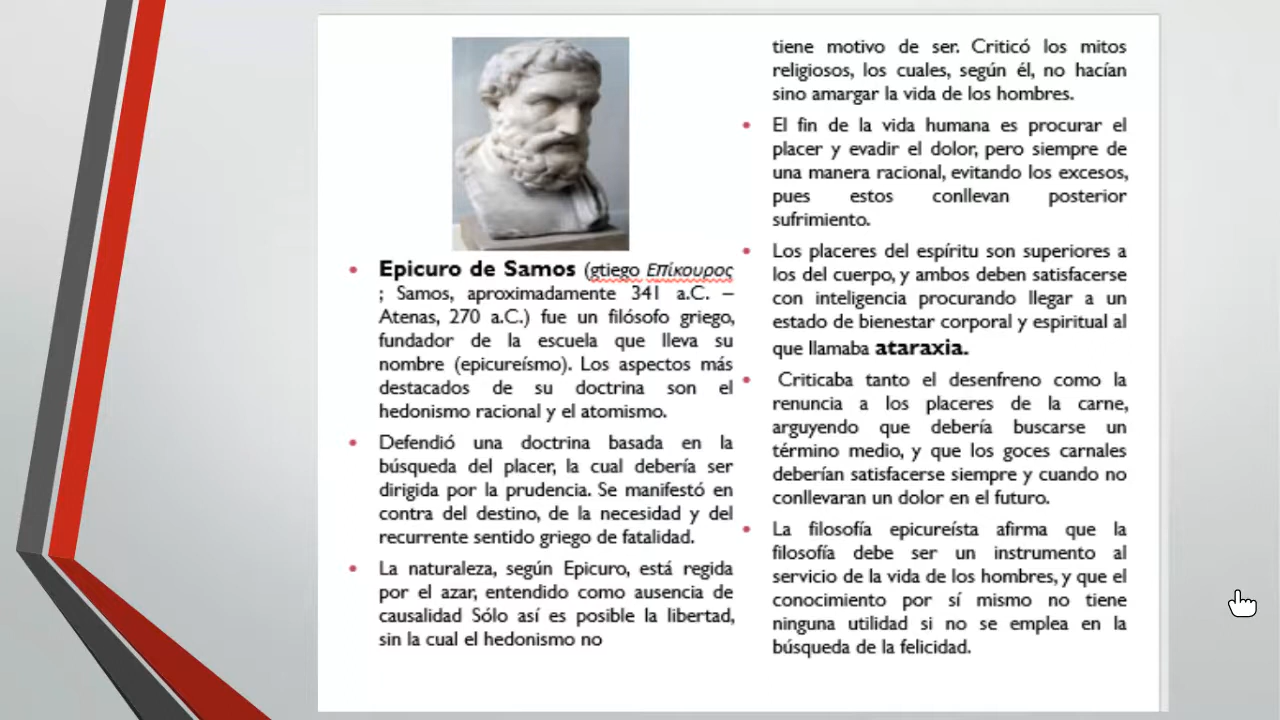 Epicuro de Samos (gtiego Επίκουρος
; Samos, aproximadamente 341 a.C. –
Atenas, 270 a.C.) fue un filósofo griego,
fundador de la escuela que lleva su
nombre (epicureísmo). Los aspectos más
destacados de su doctrina son el
hedonismo racional y el atomismo.
Defendió una doctrina basada en la
búsqueda del placer, la cual debería ser
dirigida por la prudencia. Se manifestó en
contra del destino, de la necesidad y del
recurrente sentido griego de fatalidad.
La naturaleza, según Epicuro, está regida
por el azar, entendido como ausencia de
causalidad Sólo así es posible la libertad,
sin la cual el hedonismo no
tiene motivo de ser. Criticó los mitos
religiosos, los cuales, según él, no hacían
sino amargar la vida de los hombres.
El fin de la vida humana es procurar el
placer y evadir el dolor, pero siempre de
una manera racional, evitando los excesos,
pues estos conllevan posterior
sufrimiento.
Los placeres del espíritu son superiores a
los del cuerpo, y ambos deben satisfacerse
con inteligencia procurando llegar a un
estado de bienestar corporal y espiritual al
que llamaba ataraxia.
Criticaba tanto el desenfreno como la
renuncia a los placeres de la carne,
arguyendo que debería buscarse un
término medio, y que los goces carnales
deberían satisfacerse siempre y cuando no
conllevaran un dolor en el futuro.
La filosofía epicureísta afirma que la
filosofía debe ser un instrumento al
servicio de la vida de los hombres, y que el
conocimiento por sí mismo no tiene
ninguna utilidad si no se emplea en la
búsqueda de la felicidad.